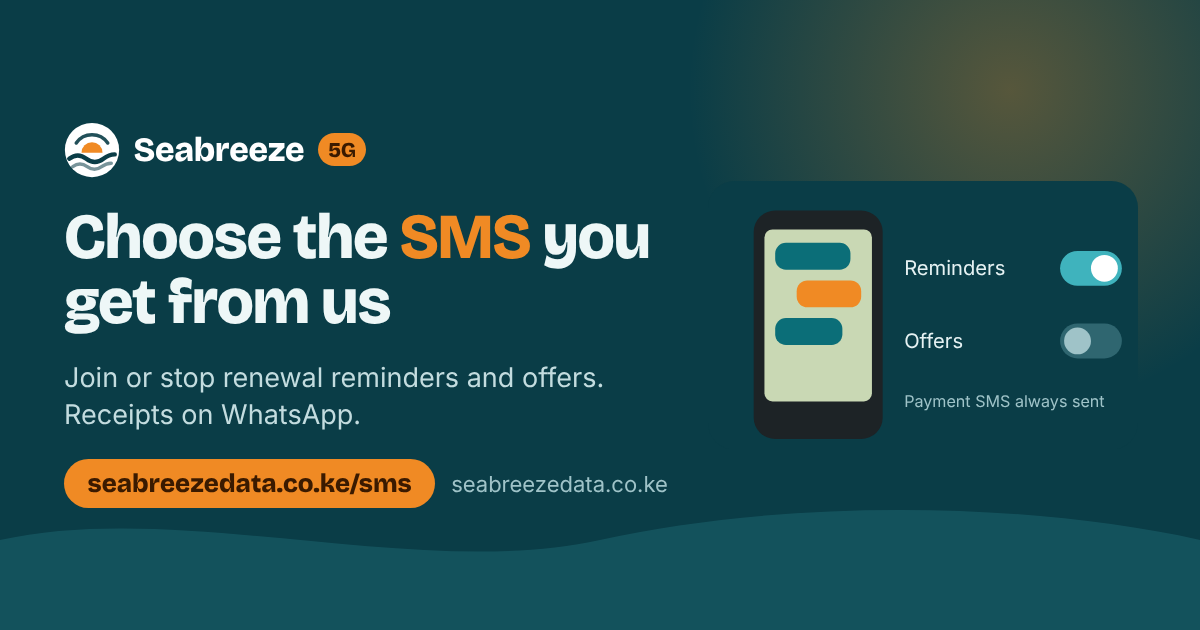 Seabreeze 5G
Choose the SMS you
get from us
Join or stop renewal reminders and offers.
Receipts on WhatsApp.
seabreezedata.co.ke/sms seabreezedata.co.ke
Reminders
Offers
Payment SMS always sent